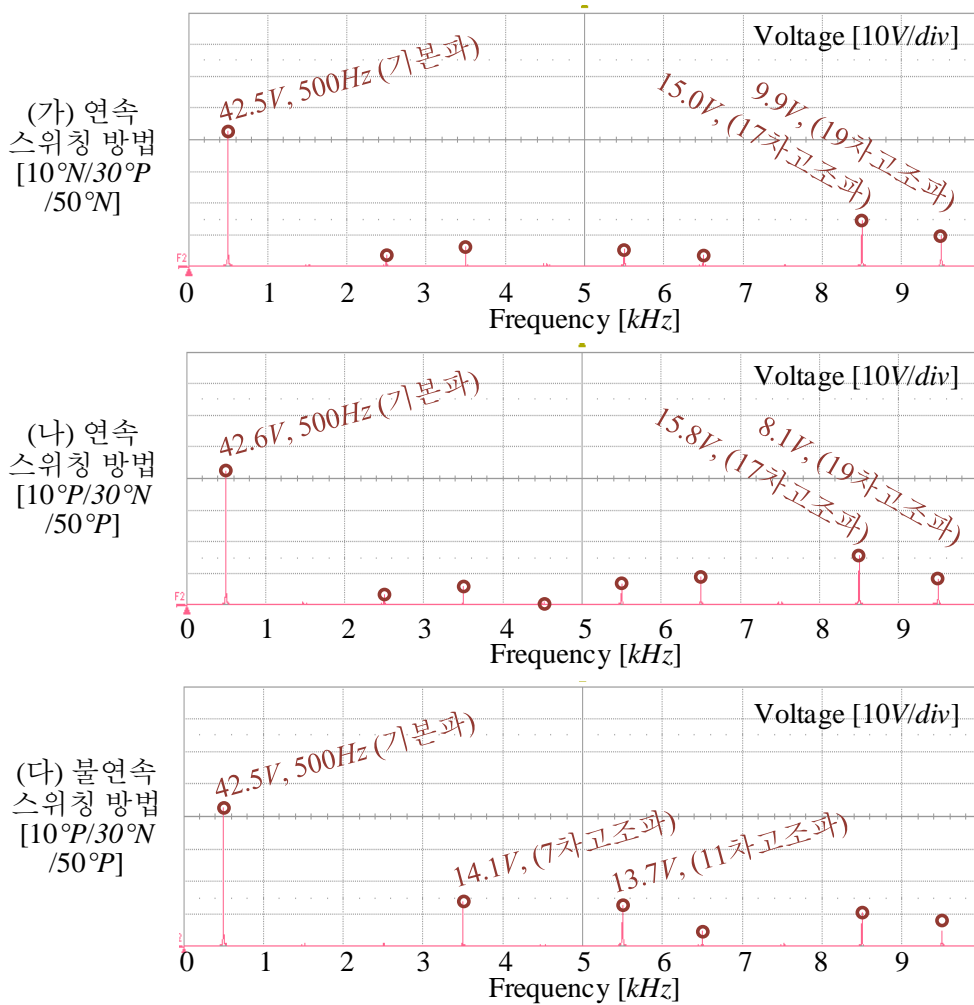 Voltage [10V/div]
42.5V, 500Hz (기본파)
15.0V, (17차고조파)
9.9V, (19차고조파)
(가) 연속
스위칭 방법
[10°N/30°P
/50°N]
F2
0 1 2 3 4 5 6 7 8 9
Frequency [kHz]
Voltage [10V/div]
42.6V, 500Hz (기본파)
15.8V, (17차고조파)
8.1V, (19차고조파)
(나) 연속
스위칭 방법
[10°P/30°N
/50°P]
F2
0 1 2 3 4 5 6 7 8 9
Frequency [kHz]
Voltage [10V/div]
42.5V, 500Hz (기본파)
14.1V, (7차고조파)
13.7V, (11차고조파)
(다) 불연속
스위칭 방법
[10°P/30°N
/50°P]
2
0 1 2 3 4 5 6 7 8 9
Frequency [kHz]